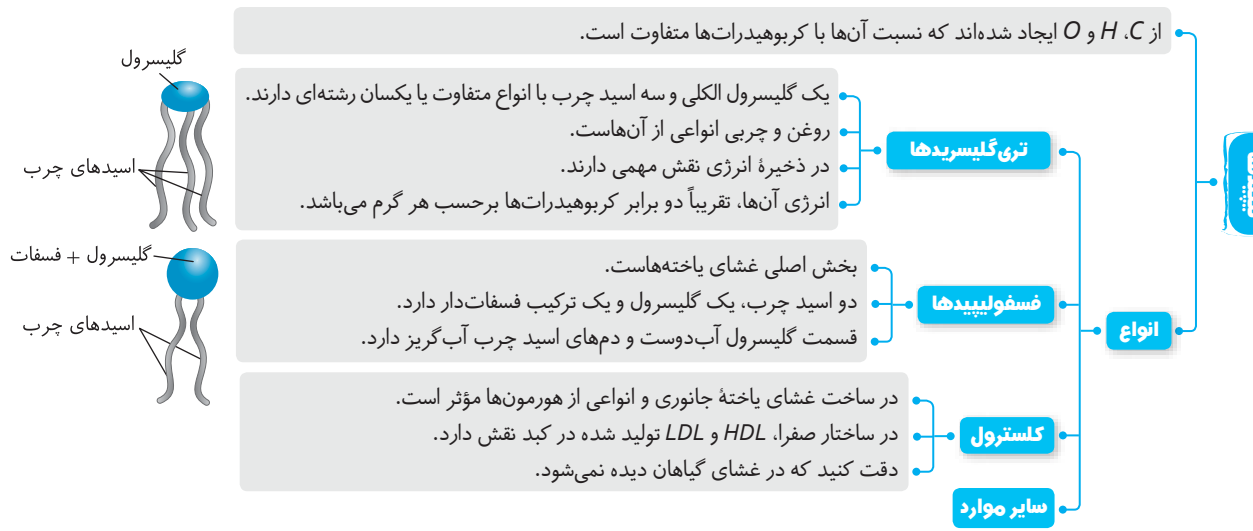 از C، H و O ایجاد شده‌اند که نسبت آن‌ها با کربوهیدرات‌ها متفاوت است.
انواع
تری‌گلیسریدها
یک گلیسرول الکلی و سه اسید چرب با انواع متفاوت یا یکسان رشته‌ای دارند.
روغن و چربی انواعی از آن‌هاست.
در ذخیرهٔ انرژی نقش مهمی دارند.
انرژی آن‌ها، تقریباً دو برابر کربوهیدرات‌ها برحسب هر گرم می‌باشد.
گلیسرول
اسیدهای چرب
فسفولیپیدها
بخش اصلی غشای یاخته‌هاست.
دو اسید چرب، یک گلیسرول و یک ترکیب فسفات‌دار دارد.
قسمت گلیسرول آب‌دوست و دم‌های اسید چرب آب‌گریز دارد.
گلیسرول + فسفات
اسیدهای چرب
کلسترول
در ساخت غشای یاختهٔ جانوری و انواعی از هورمون‌ها مؤثر است.
در ساختار صفرا، HDL و LDL تولید شده در کبد نقش دارد.
دقت کنید که در غشای گیاهان دیده نمی‌شود.
سایر موارد